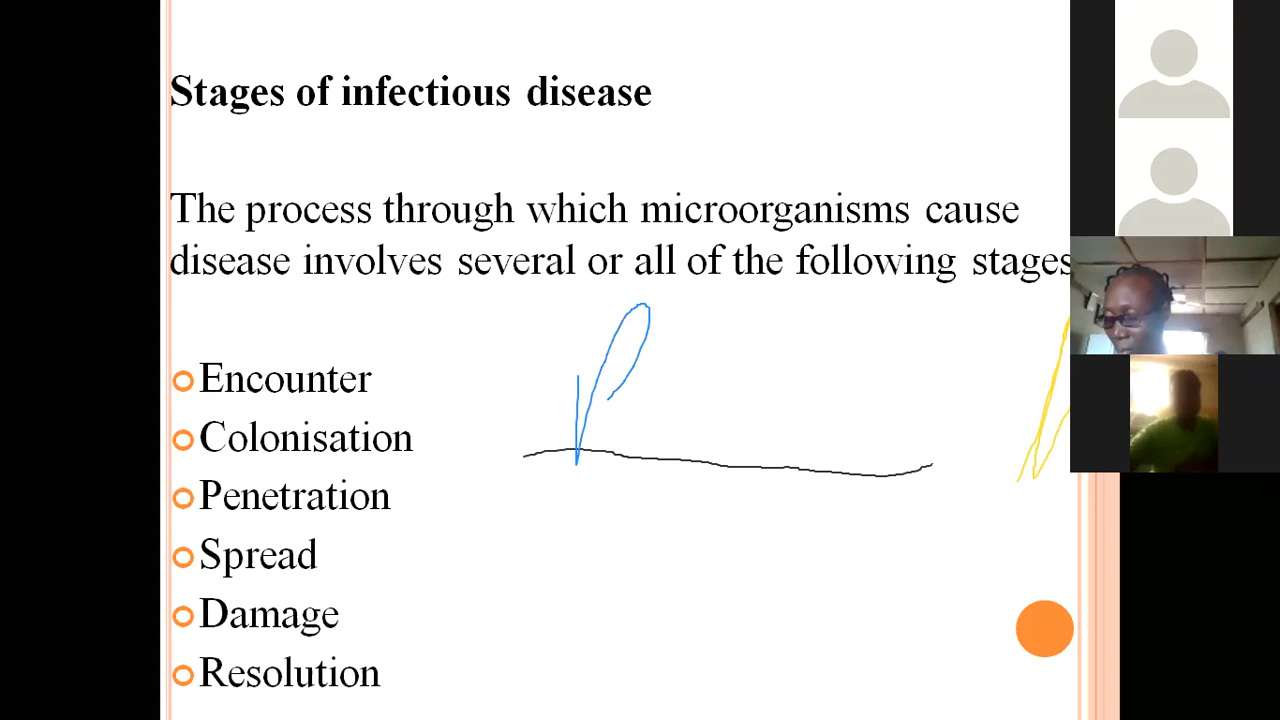 Stages of infectious disease
The process through which microorganisms cause
disease involves several or all of the following stages
Encounter
Colonisation
Penetration
Spread
Damage
Resolution